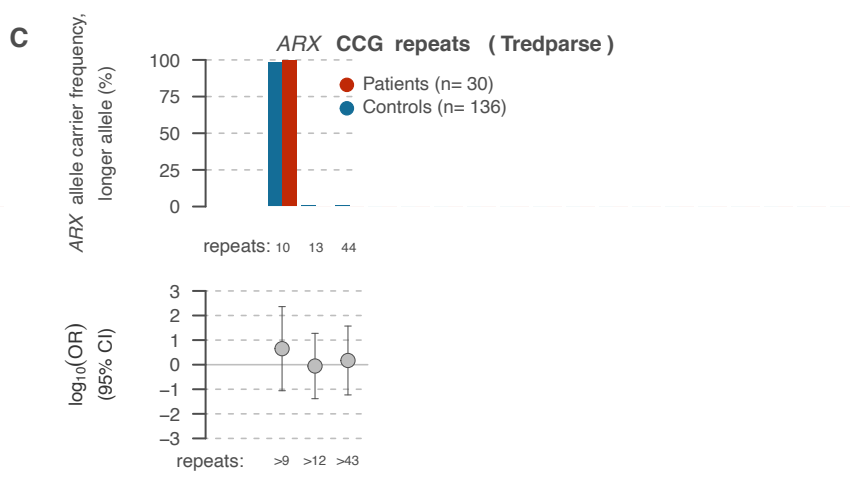 C
ARX CCG repeats ( Tredparse )
ARX allele carrier frequency,
longer allele (%)
100
75
50
25
0
Patients (n= 30)
Controls (n= 136)
repeats: 10 13 44
log10(OR)
(95% CI)
3
2
1
0
−1
−2
−3
repeats: >9 >12 >43